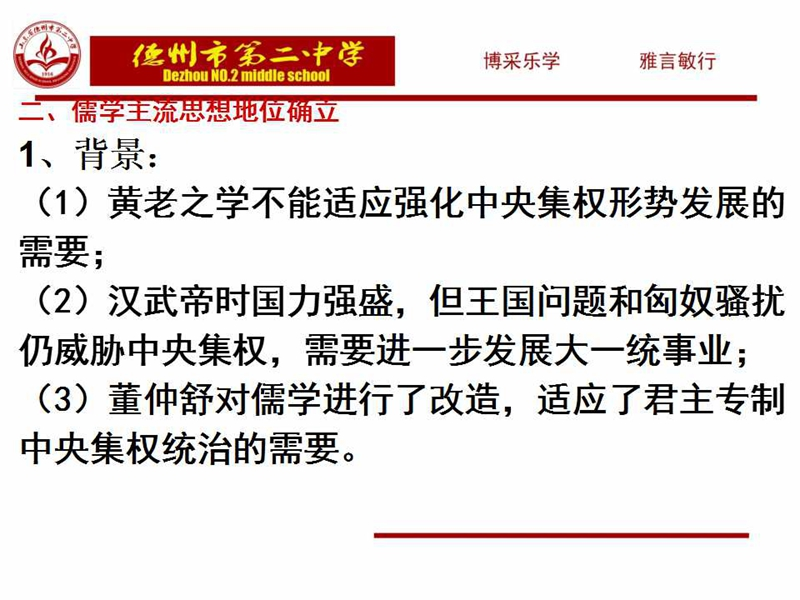 德州市第二中学
Dezhou NO.2 middle school
博采乐学 雅言敏行
二、儒学主流思想地位确立
1、背景：
（1）黄老之学不能适应强化中央集权形势发展的
需要；
（2）汉武帝时国力强盛，但王国问题和匈奴骚扰
仍威胁中央集权，需要进一步发展大一统事业；
（3）董仲舒对儒学进行了改造，适应了君主专制
中央集权统治的需要。